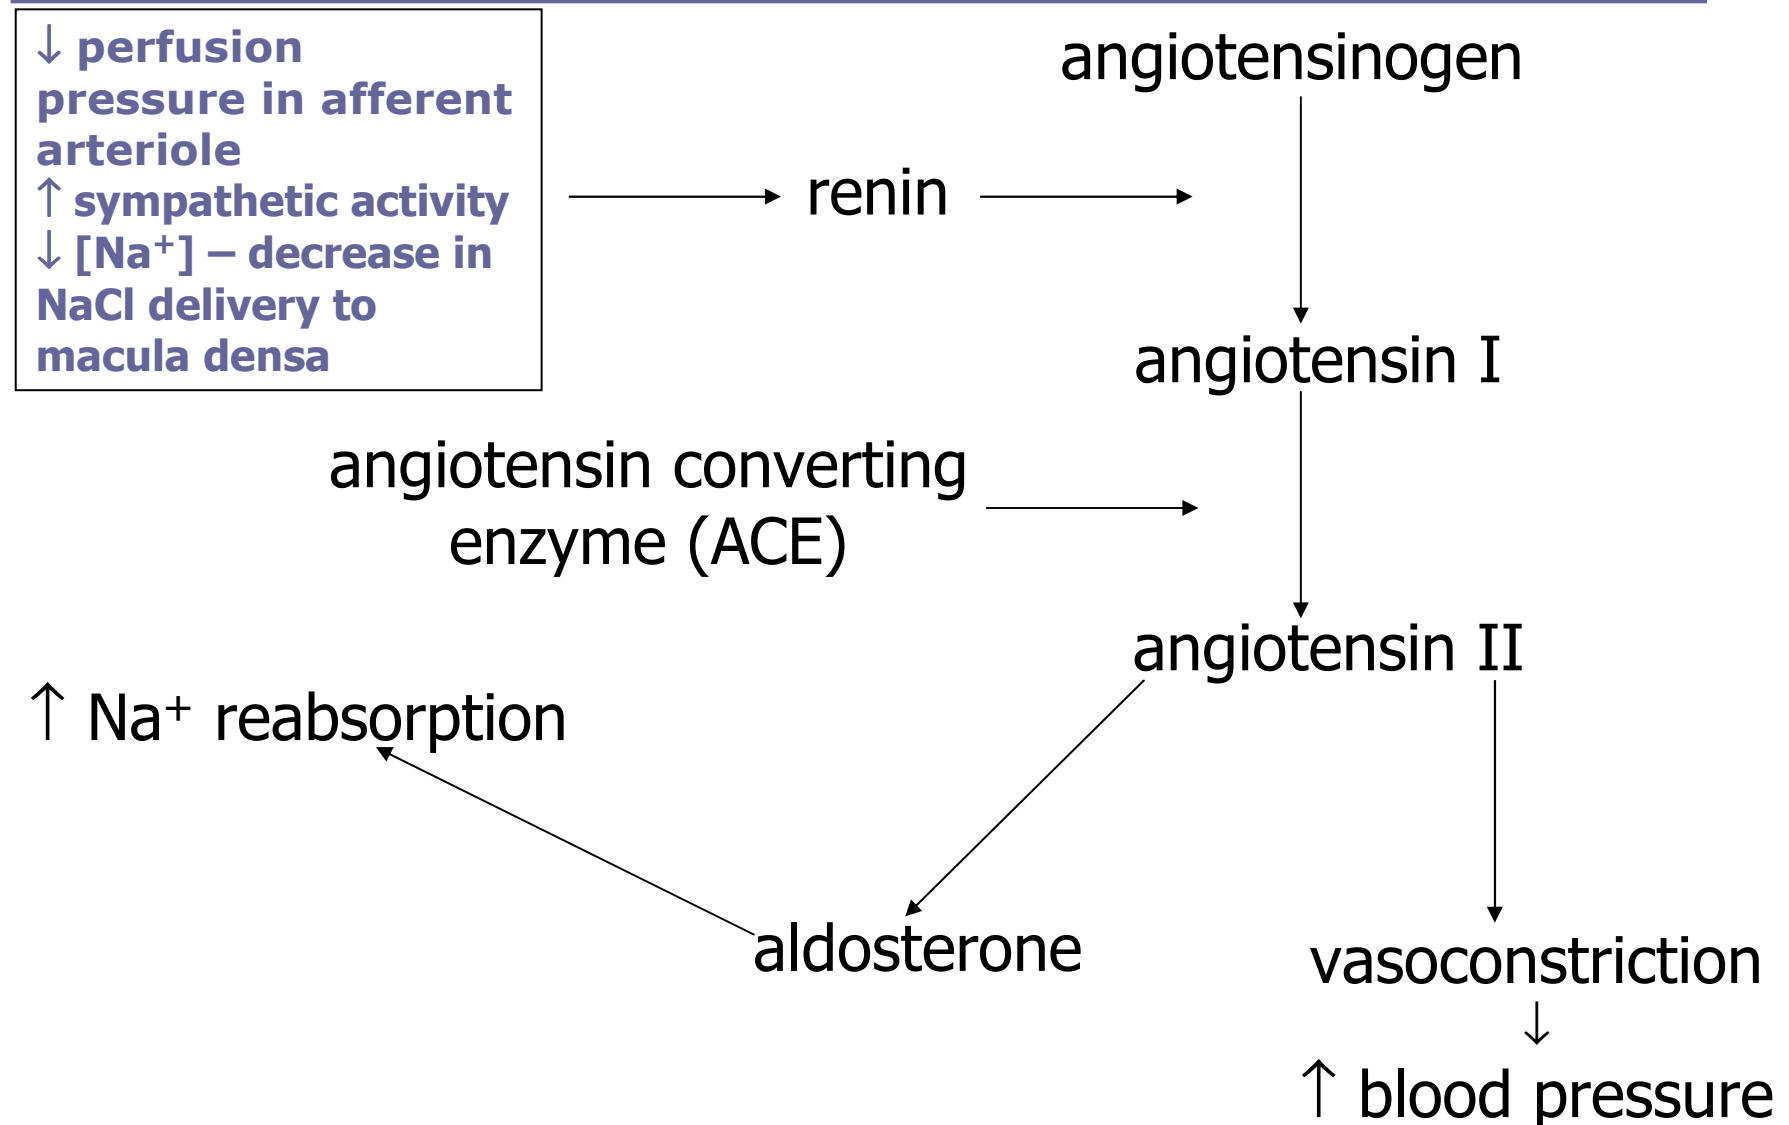 ↓ perfusion
pressure in afferent
arteriole
↑ sympathetic activity
↓ [Na⁺] – decrease in
NaCl delivery to
macula densa
angiotensinogen
renin
angiotensin I
angiotensin converting
enzyme (ACE)
angiotensin II
↑ Na⁺ reabsorption
aldosterone
vasoconstriction
↓
↑ blood pressure